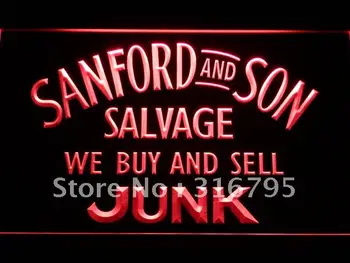 SANFORD AND SON
SALVAGE
WE BUY AND SELL
Store No: 316795
JUNK